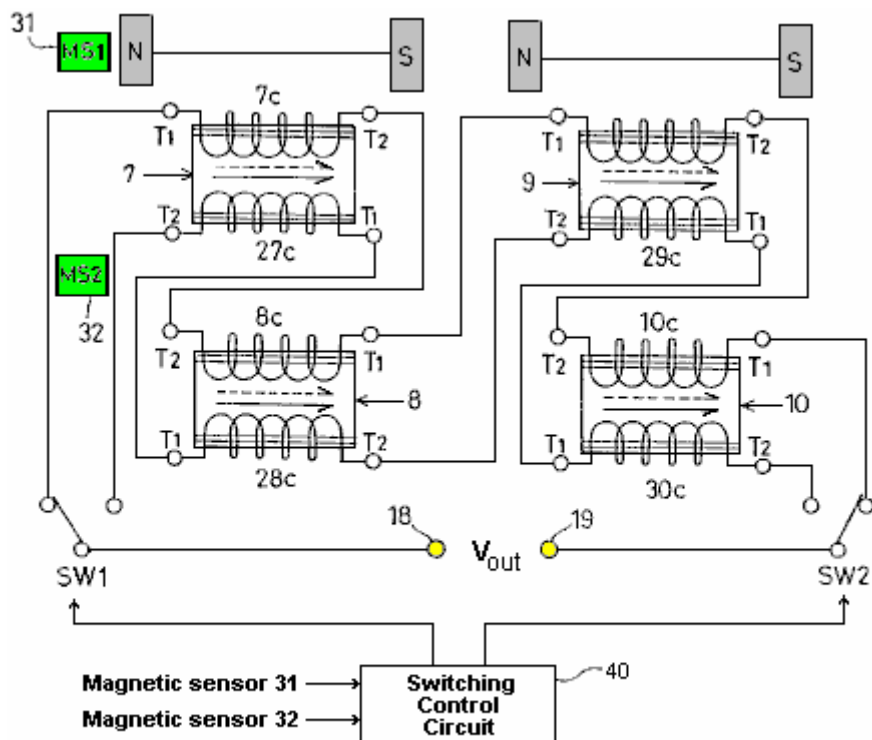 31
MS1
N
S
N
S
7c
T1
T2
T1
T2
7
9
T2
T1
T2
T1
27c
29c
MS2
32
8c
10c
T2
T1
T2
T1
8
10
T1
T2
T1
T2
28c
30c
18
19
Vout
SW1
SW2
40
Magnetic sensor 31
Magnetic sensor 32
Switching
Control
Circuit